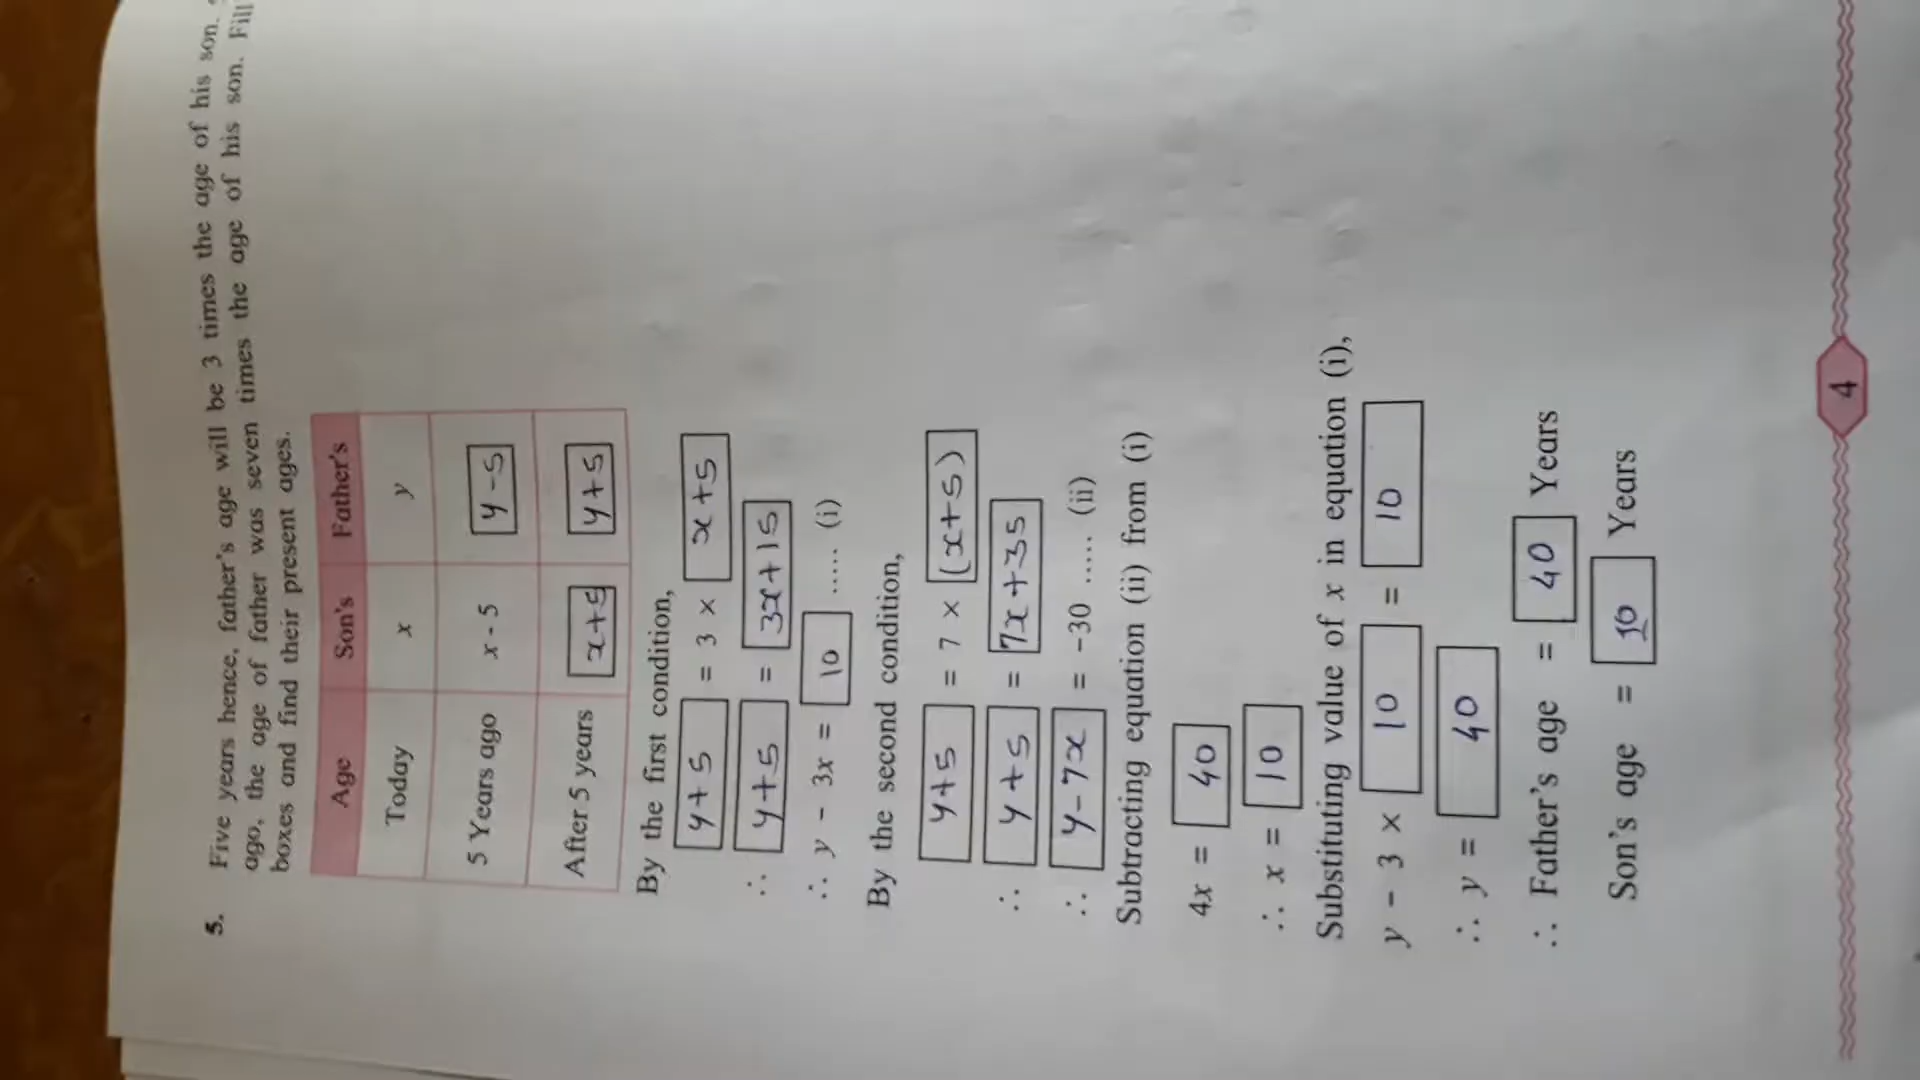 5. Five years hence, father's age will be 3 times the age of his son.
ago, the age of father was seven times the age of his son. Fill
boxes and find their present ages.
Age Son's Father's
Today x y
5 Years ago x - 5 y - 5
After 5 years x+5 y+5
By the first condition,
y+5 = 3 × x+5
∴ y+5 = 3x+15
∴ y - 3x = 10 ..... (i)
By the second condition,
y+5 = 7 × (x+5)
∴ y+5 = 7x+35
∴ y-7x = -30 ..... (ii)
Subtracting equation (ii) from (i)
4x = 40
∴ x = 10
Substituting value of x in equation (i),
y - 3 × 10 = 10
∴ y = 40
∴ Father's age = 40 Years
Son's age = 10 Years
4